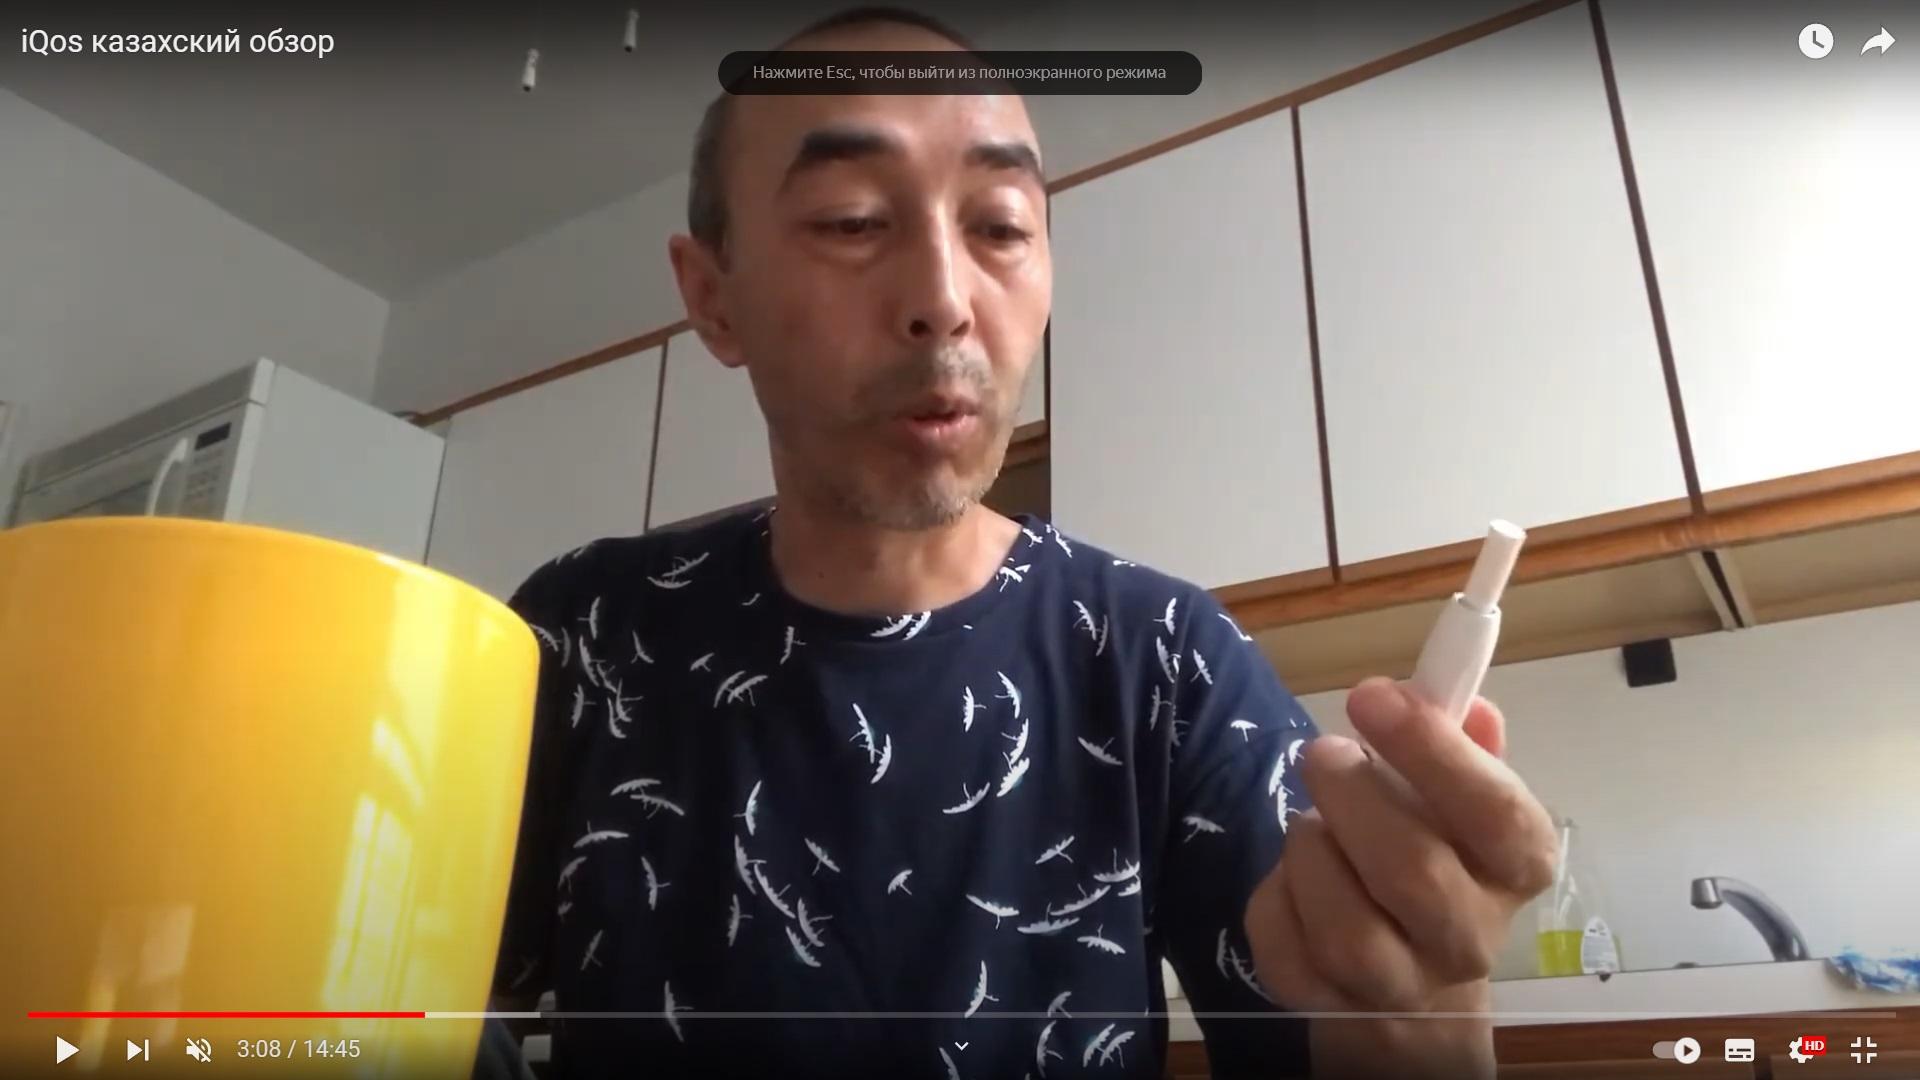 iQos казахский обзор
Нажмите Esc, чтобы выйти из полноэкранного режима
3:08 / 14:45
HD